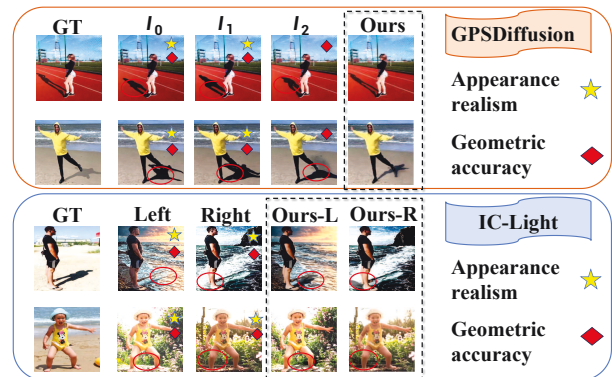 GT I0 I1 I2 Ours
GPSDiffusion
Appearance
realism
Geometric
accuracy
GT Left Right Ours-L Ours-R
IC-Light
Appearance
realism
Geometric
accuracy